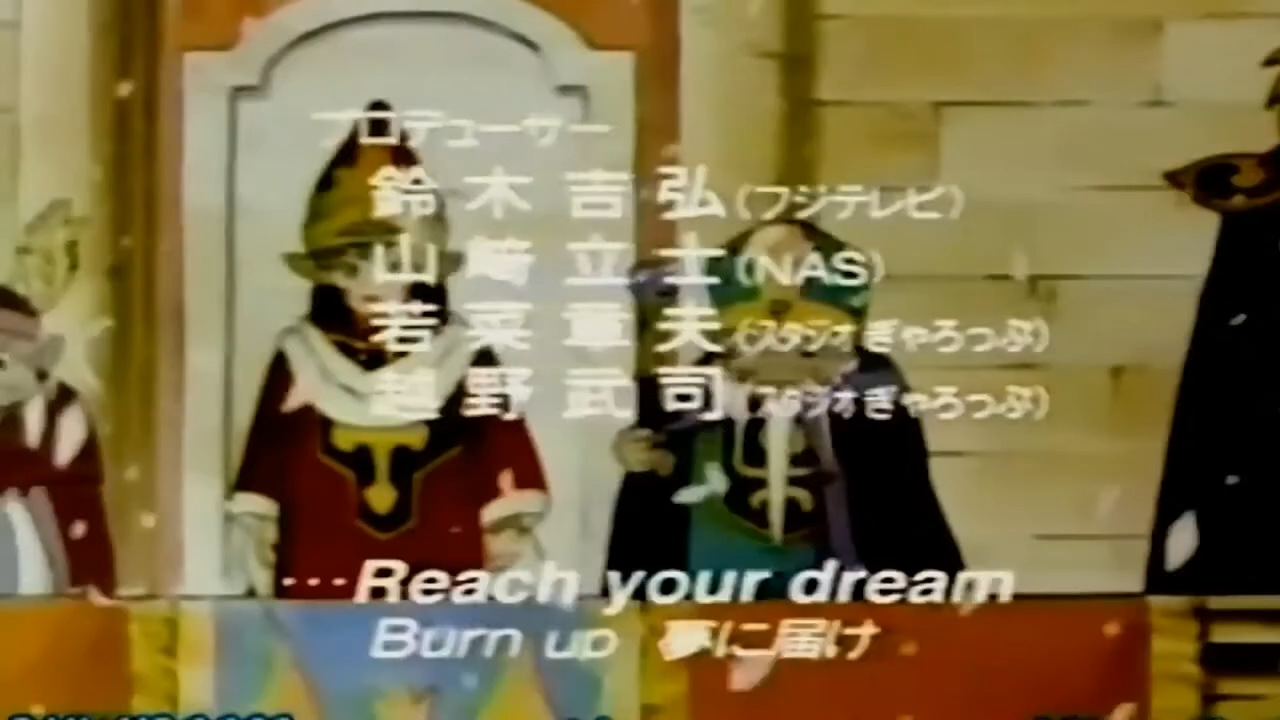 プロデューサー
鈴木吉弘(フジテレビ)
山﨑立士(NAS)
若菜章夫(スタジオぎゃろっぷ)
越野武司(スタジオぎゃろっぷ)
…Reach your dream
Burn up 夢に届け